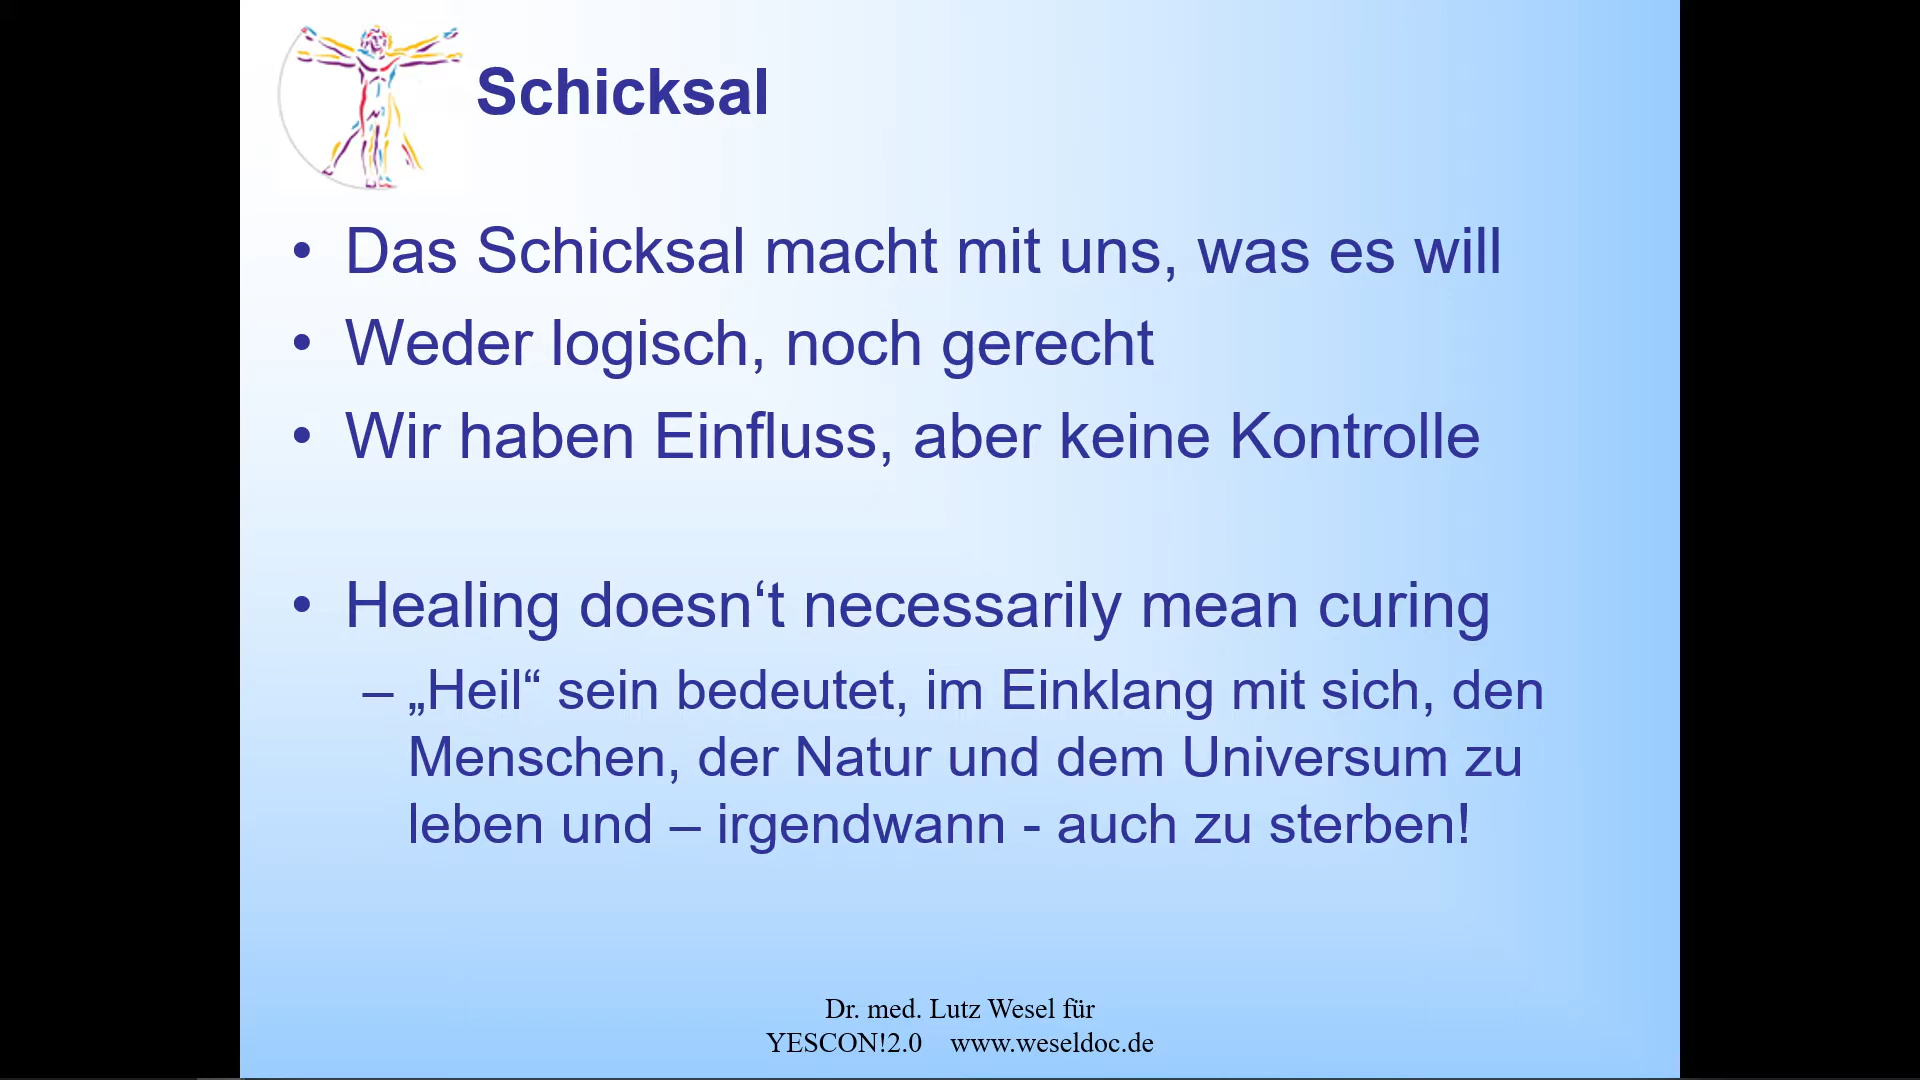 Schicksal
• Das Schicksal macht mit uns, was es will
• Weder logisch, noch gerecht
• Wir haben Einfluss, aber keine Kontrolle
• Healing doesn‘t necessarily mean curing
– „Heil“ sein bedeutet, im Einklang mit sich, den
Menschen, der Natur und dem Universum zu
leben und – irgendwann - auch zu sterben!
Dr. med. Lutz Wesel für
YESCON!2.0 www.weseldoc.de